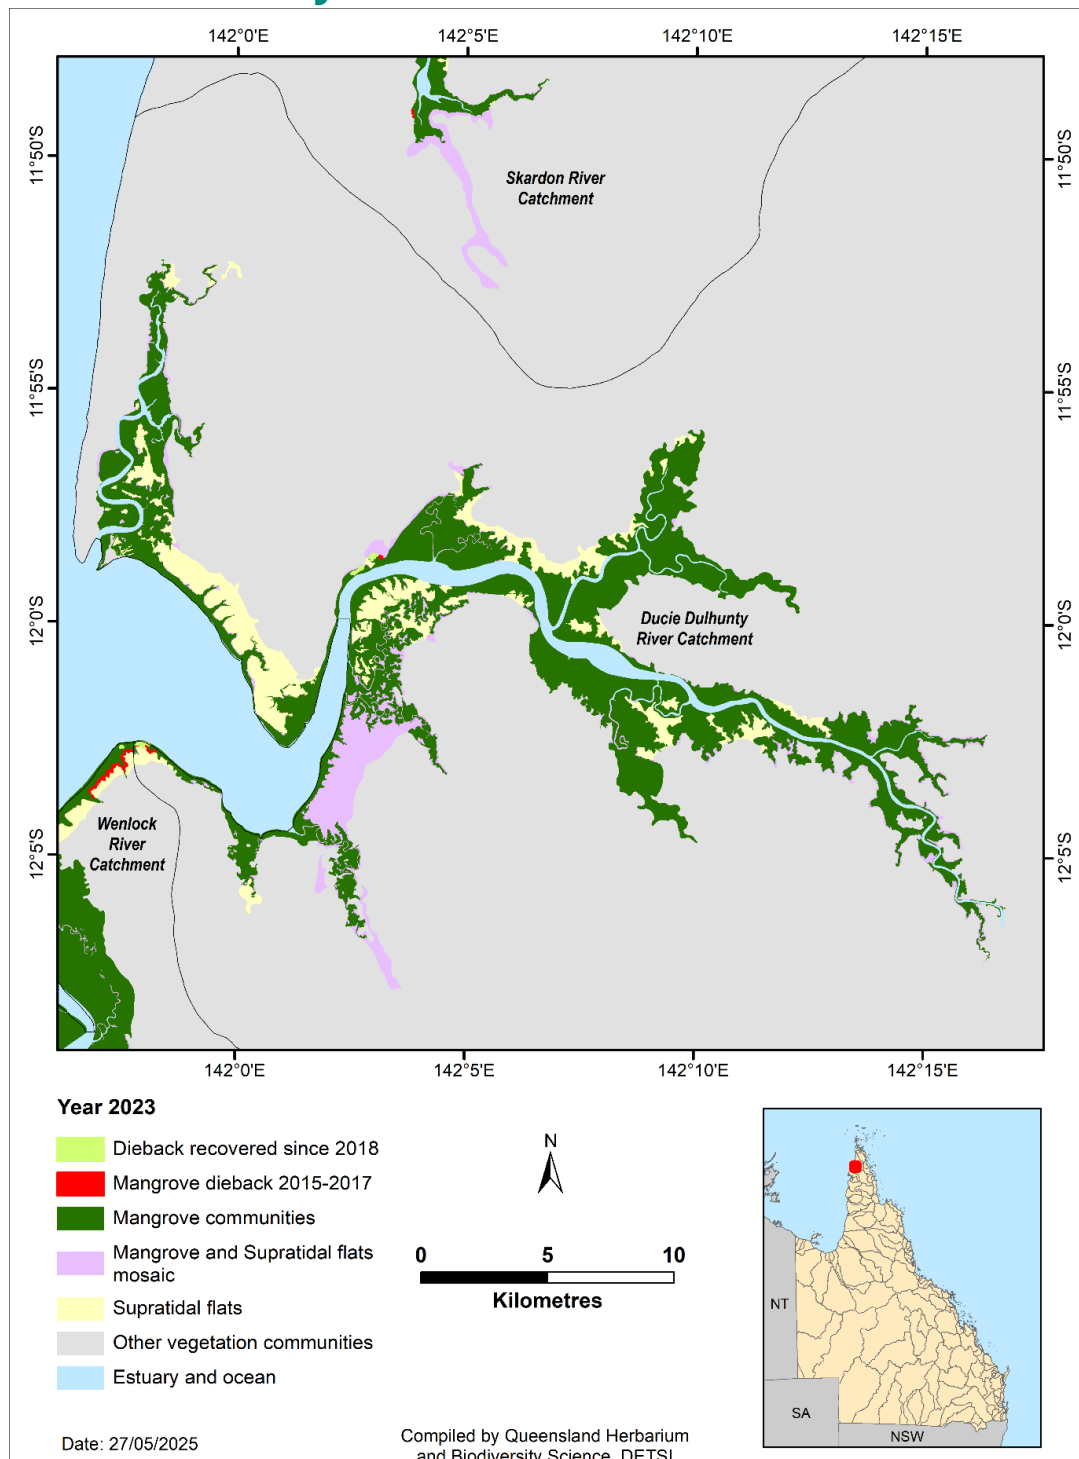 142°0'E 142°5'E 142°10'E 142°15'E
11°50'S 11°50'S
Skardon River
Catchment
11°55'S 11°55'S
12°0'S 12°0'S
Ducie Dulhunty
River Catchment
Wenlock
River
Catchment
12°5'S 12°5'S
142°0'E 142°5'E 142°10'E 142°15'E
Year 2023
Dieback recovered since 2018
Mangrove dieback 2015-2017
Mangrove communities
Mangrove and Supratidal flats
mosaic
Supratidal flats
Other vegetation communities
Estuary and ocean
N
0 5 10
Kilometres
NT
SA
NSW
Date: 27/05/2025
Compiled by Queensland Herbarium
and Biodiversity Science, DETSI